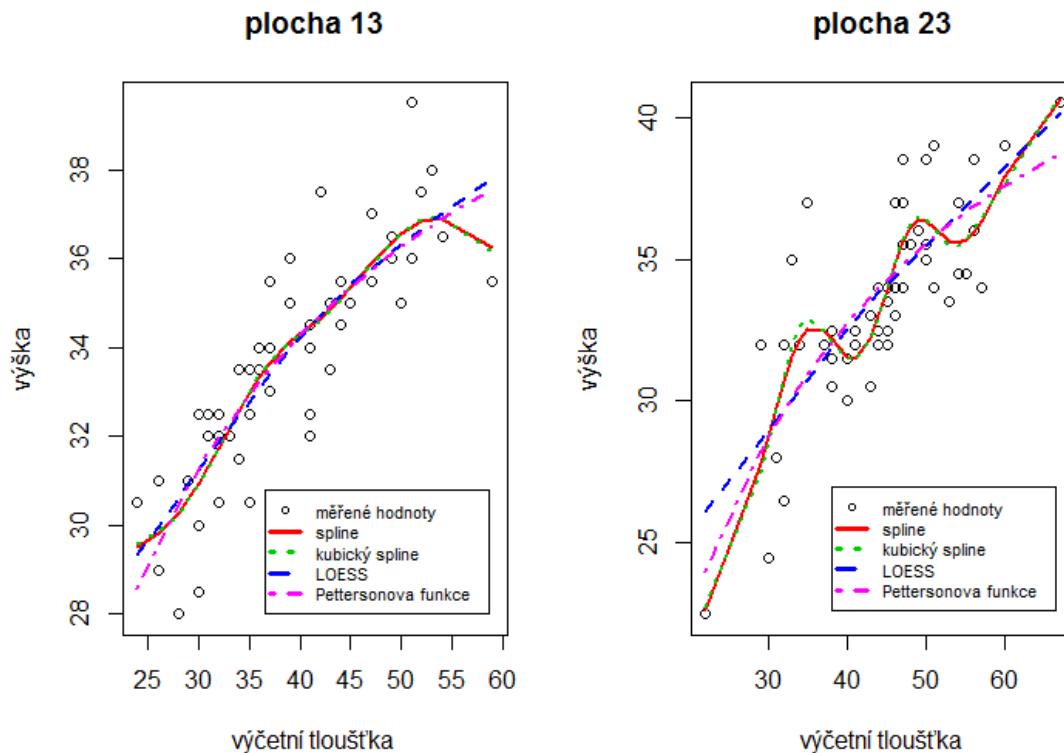 plocha 13
výška
38
36
34
32
30
28
měřené hodnoty
spline
kubický spline
LOESS
Pettersonova funkce
25 30 35 40 45 50 55 60
výčetní tloušťka
plocha 23
výška
40
35
30
25
měřené hodnoty
spline
kubický spline
LOESS
Pettersonova funkce
30 40 50 60
výčetní tloušťka